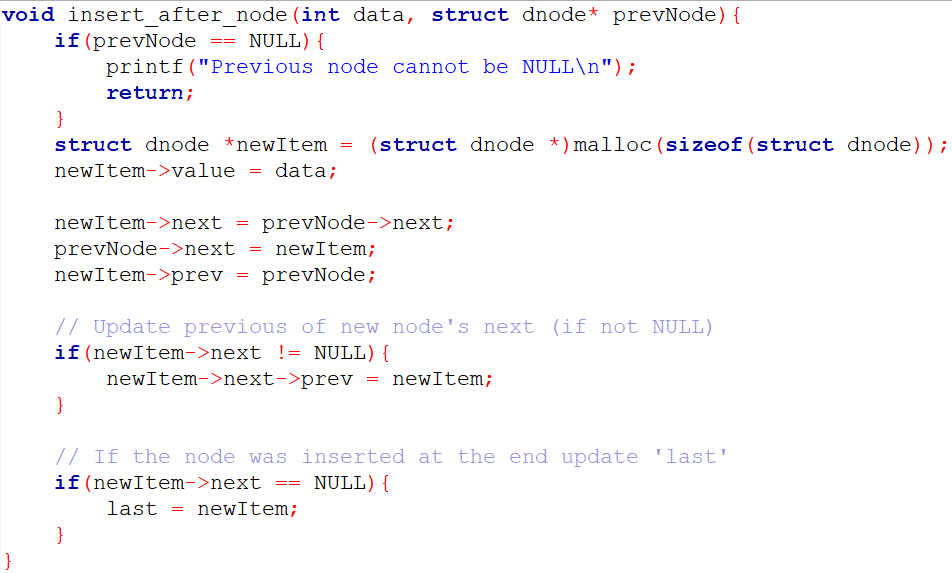 void insert_after_node(int data, struct dnode* prevNode){
    if(prevNode == NULL){
        printf("Previous node cannot be NULL\n");
        return;
    }
    struct dnode *newItem = (struct dnode *)malloc(sizeof(struct dnode));
    newItem->value = data;

    newItem->next = prevNode->next;
    prevNode->next = newItem;
    newItem->prev = prevNode;

    // Update previous of new node's next (if not NULL)
    if(newItem->next != NULL){
        newItem->next->prev = newItem;
    }

    // If the node was inserted at the end update 'last'
    if(newItem->next == NULL){
        last = newItem;
    }
}